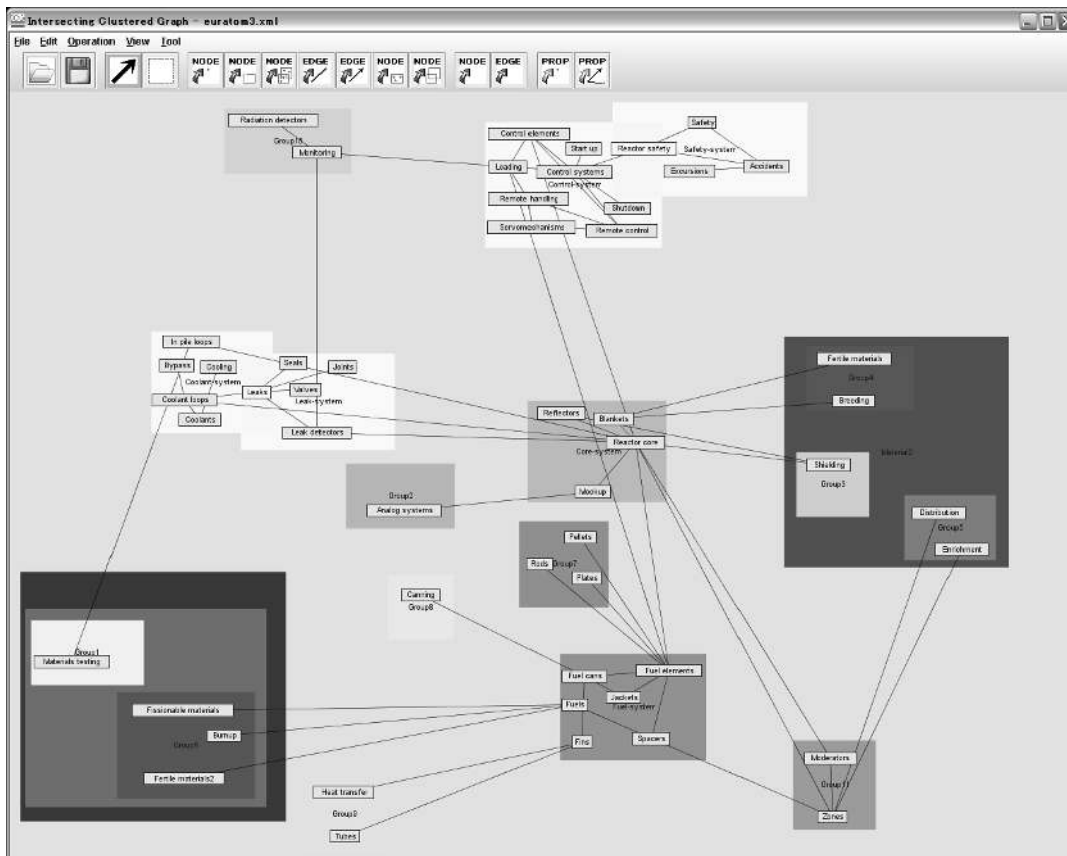 Intersecting Clustered Graph - euratom3.xml
File Edit Operation View Tool
NODE NODE NODE EDGE EDGE NODE NODE NODE EDGE PROP PROP
Radiation detectors
Monitoring
Control elements
Start up
Loading
Control systems
Control-system
Remote handling
Shutdown
Servomechanisms
Remote control
Safety
Reactor safety
Safety-system
Excursions
Accidents
In pile loops
Bypass
Cooling
Coolant-system
Coolant loops
Coolants
Seals
Joints
Leaks
Valves
Leak-system
Leak detectors
Reflectors
Blankets
Reactor core
Core-system
Mockup
Fertile materials
Group4
Breeding
Shielding
Group3
Distribution
Group5
Enrichment
Group2
Analog systems
Pellets
Rods
Group7
Plates
Canning
Group8
Group1
Materials testing
Fissionable materials
Burnup
Fertile materials2
Fuel cans
Fuel elements
Jackets
Fuels
Fuel-system
Fins
Spacers
Heat transfer
Group9
Tubes
Moderators
Group11
Zones